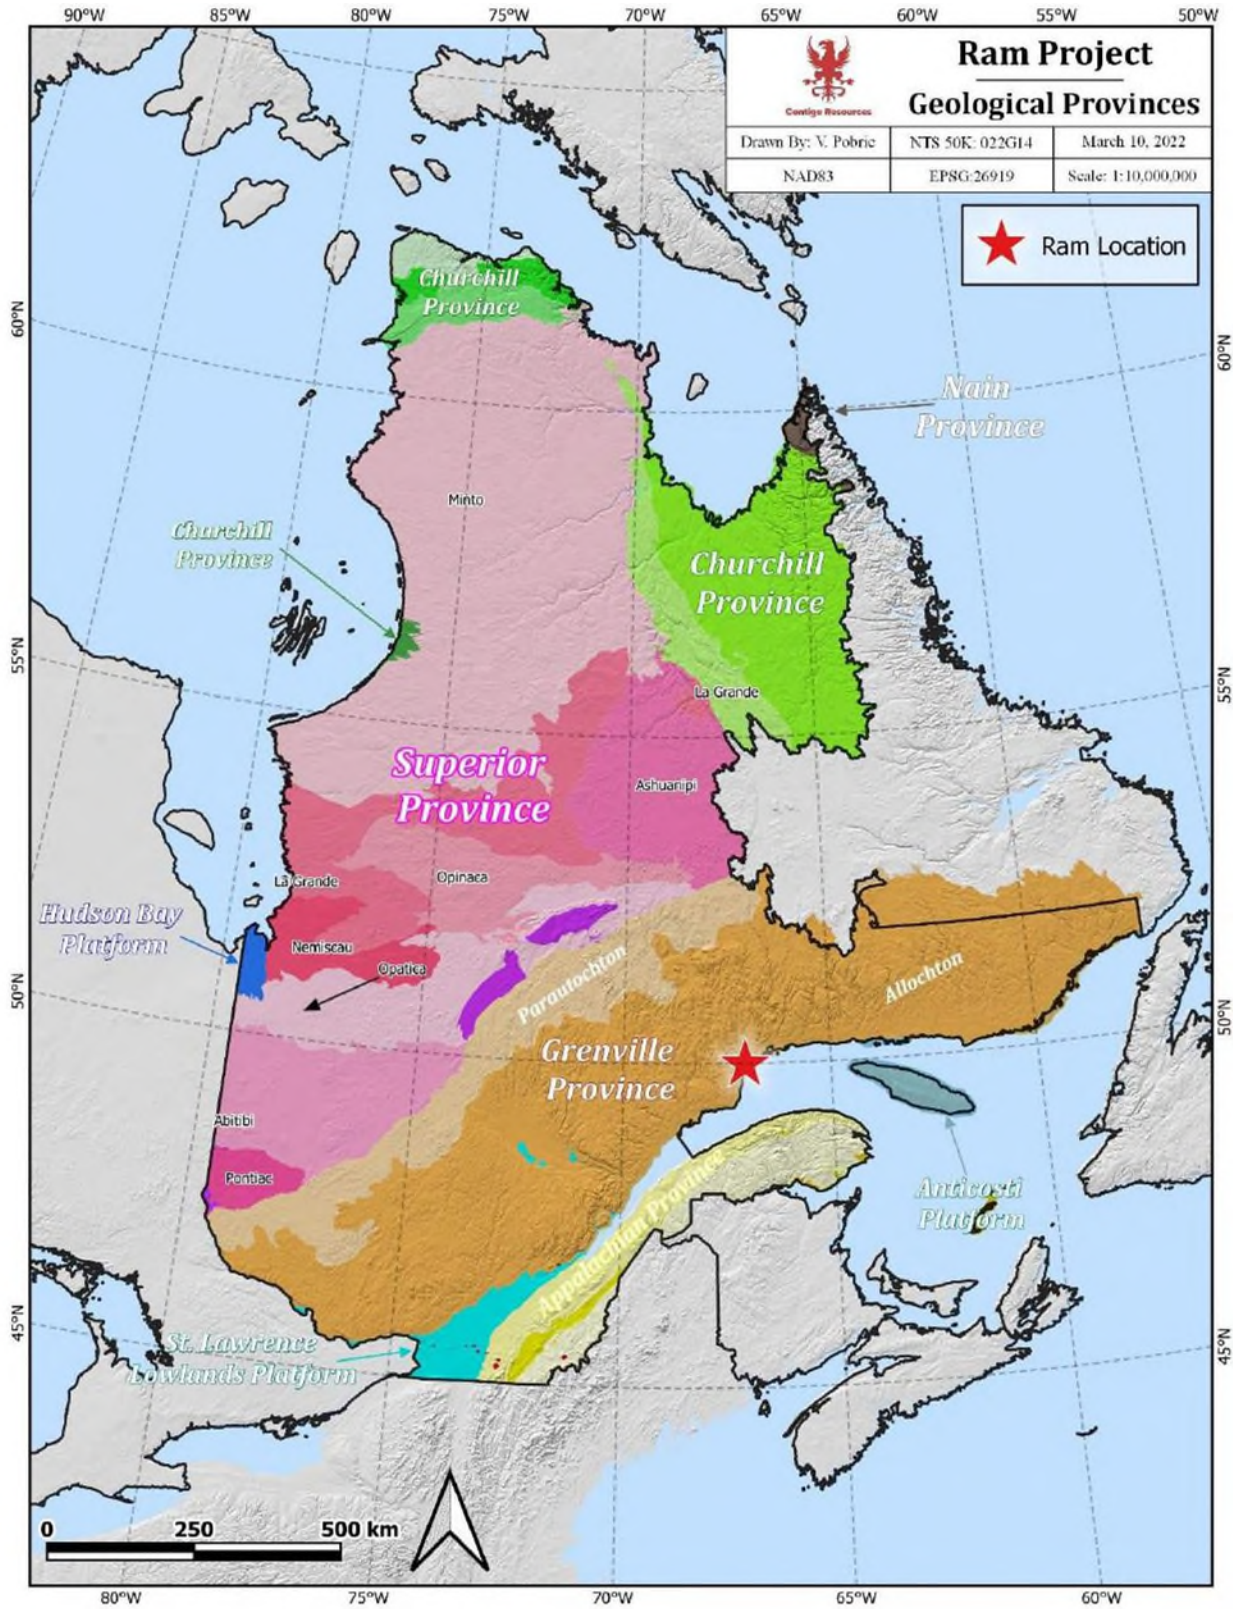 90°W
85°W
80°W
75°W
70°W
65°W
60°W
55°W
50°W
Contigo Resources
Ram Project
Geological Provinces
Drawn By: V. Pobric
NTS 50K: 022G14
March 10, 2022
NAD83
EPSG:26919
Scale: 1:10,000,000
Ram Location
Churchill
Province
60°N
60°N
Nain
Province
Minto
Churchill
Province
Churchill
Province
55°N
55°N
La Grande
Superior
Province
Ashuanipi
La Grande
Opinaca
Hudson Bay
Platform
Nemiscau
Opatica
Parautochton
Allochton
50°N
50°N
Grenville
Province
Abitibi
Pontiac
Appalachian Province
Anticosti
Platform
45°N
45°N
St. Lawrence
Lowlands Platform
0 250 500 km
80°W
75°W
70°W
65°W
60°W